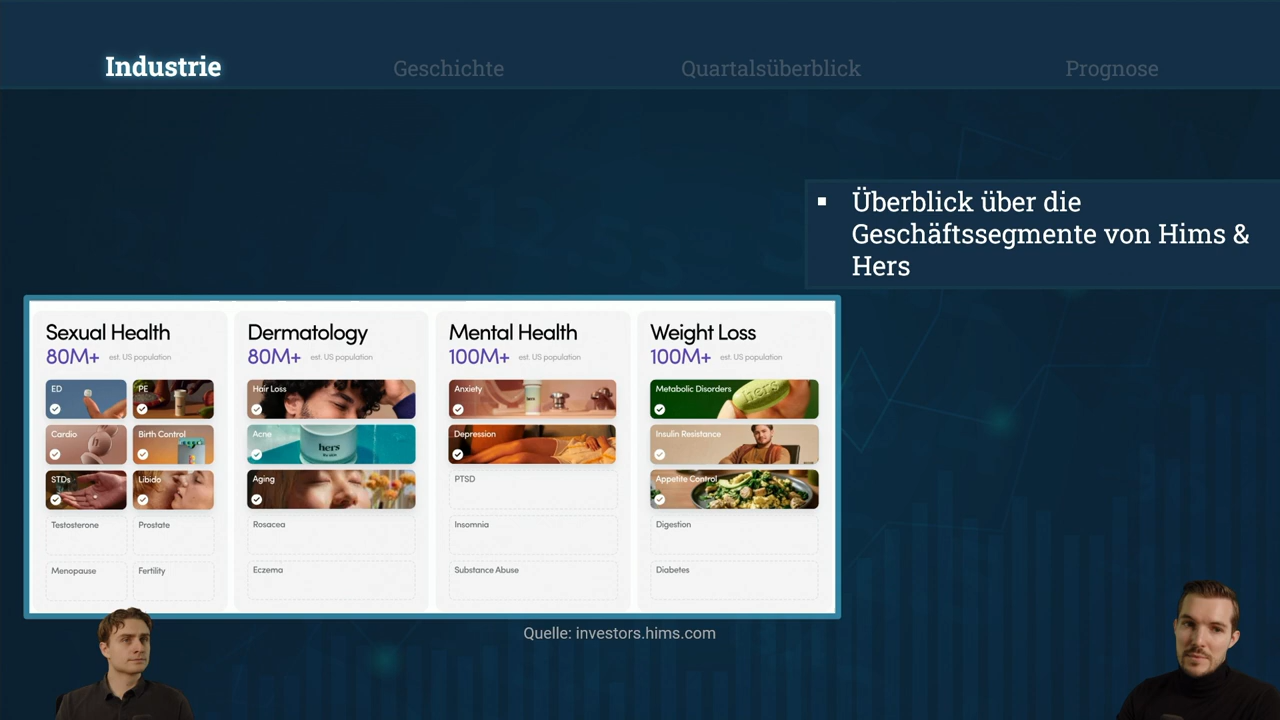 Industrie
Geschichte
Quartalsüberblick
Prognose
▪ Überblick über die
Geschäftssegmente von Hims &
Hers
Sexual Health
80M+ est. US population
ED
PE
Cardio
Birth Control
STDs
Libido
Testosterone
Prostate
Menopause
Fertility
Dermatology
80M+ est. US population
Hair Loss
Acne
hers
Aging
Rosacea
Eczema
Mental Health
100M+ est. US population
Anxiety
Depression
PTSD
Insomnia
Substance Abuse
Weight Loss
100M+ est. US population
Metabolic Disorders
hers
Insulin Resistance
Appetite Control
Digestion
Diabetes
Quelle: investors.hims.com